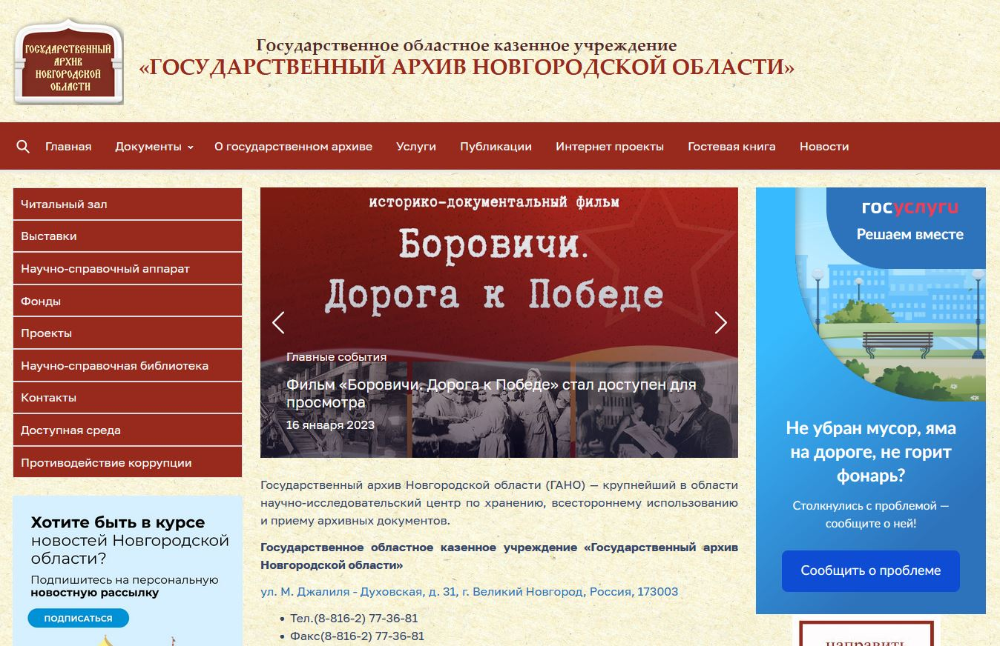 ГОСУДАРСТВЕННЫЙ
АРХИВ
НОВГОРОДСКОЙ
ОБЛАСТИ
Государственное областное казенное учреждение
«ГОСУДАРСТВЕННЫЙ АРХИВ НОВГОРОДСКОЙ ОБЛАСТИ»
Главная Документы О государственном архиве Услуги Публикации Интернет проекты Гостевая книга Новости
Читальный зал
Выставки
Научно-справочный аппарат
Фонды
Проекты
Научно-справочная библиотека
Контакты
Доступная среда
Противодействие коррупции
Хотите быть в курсе
новостей Новгородской
области?
Подпишитесь на персональную
новостную рассылку
ПОДПИСАТЬСЯ
историко-документальный фильм
Боровичи.
Дорога к Победе
Главные события
Фильм «Боровичи. Дорога к Победе» стал доступен для
просмотра
16 января 2023
Государственный архив Новгородской области (ГАНО) — крупнейший в области
научно-исследовательский центр по хранению, всестороннему использованию
и приему архивных документов.
Государственное областное казенное учреждение «Государственный архив
Новгородской области»
ул. М. Джалиля - Духовская, д. 31, г. Великий Новгород, Россия, 173003
• Тел.(8-816-2) 77-36-81
• Факс(8-816-2) 77-36-81
госуслуги
Решаем вместе
Не убран мусор, яма
на дороге, не горит
фонарь?
Столкнулись с проблемой —
сообщите о ней!
Сообщить о проблеме
направить